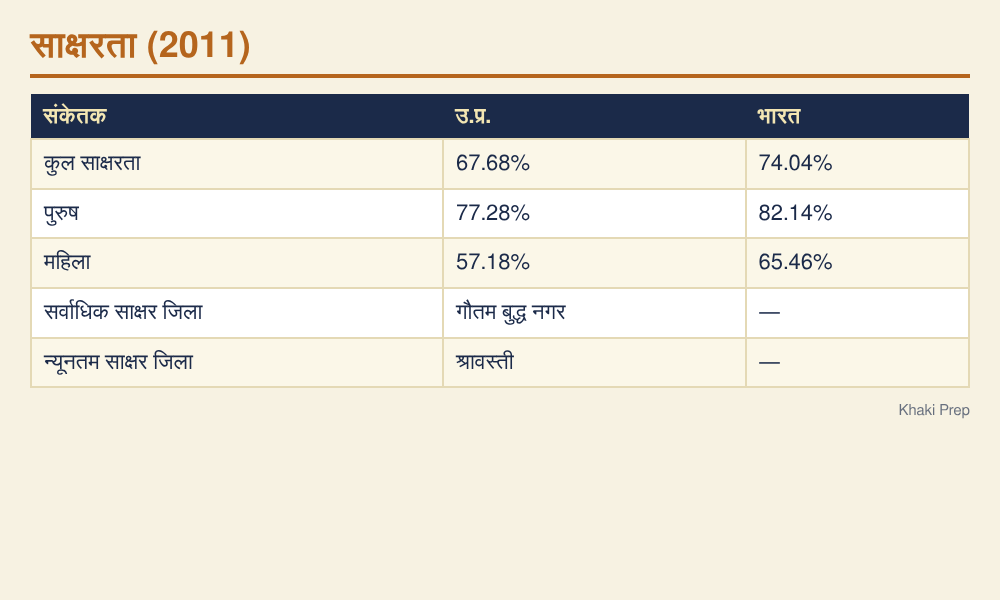 साक्षरता (2011)
संकेतक उ.प्र. भारत
कुल साक्षरता 67.68% 74.04%
पुरुष 77.28% 82.14%
महिला 57.18% 65.46%
सर्वाधिक साक्षर जिला गौतम बुद्ध नगर —
न्यूनतम साक्षर जिला श्रावस्ती —
Khaki Prep